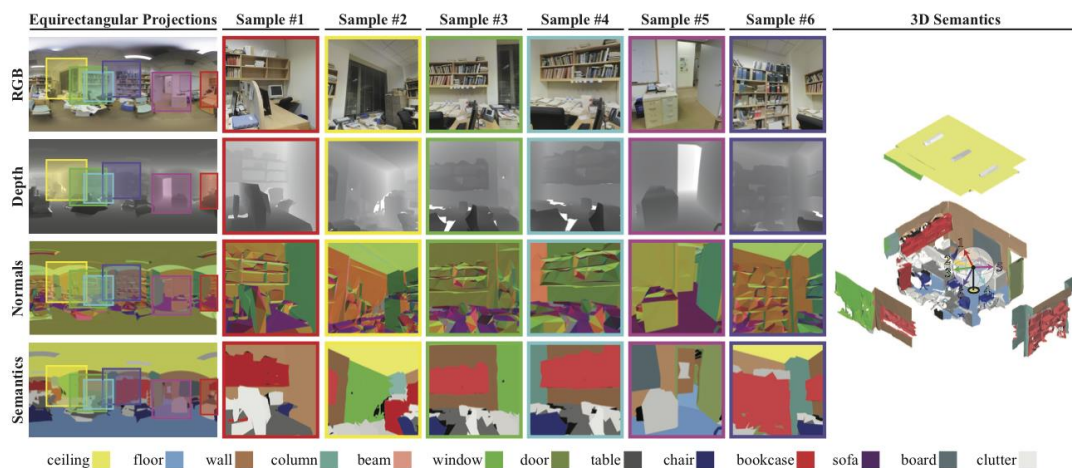 Equirectangular Projections Sample #1 Sample #2 Sample #3 Sample #4 Sample #5 Sample #6 3D Semantics
RGB
Depth
Normals
Semantics
ceiling floor wall column beam window door table chair bookcase sofa board clutter